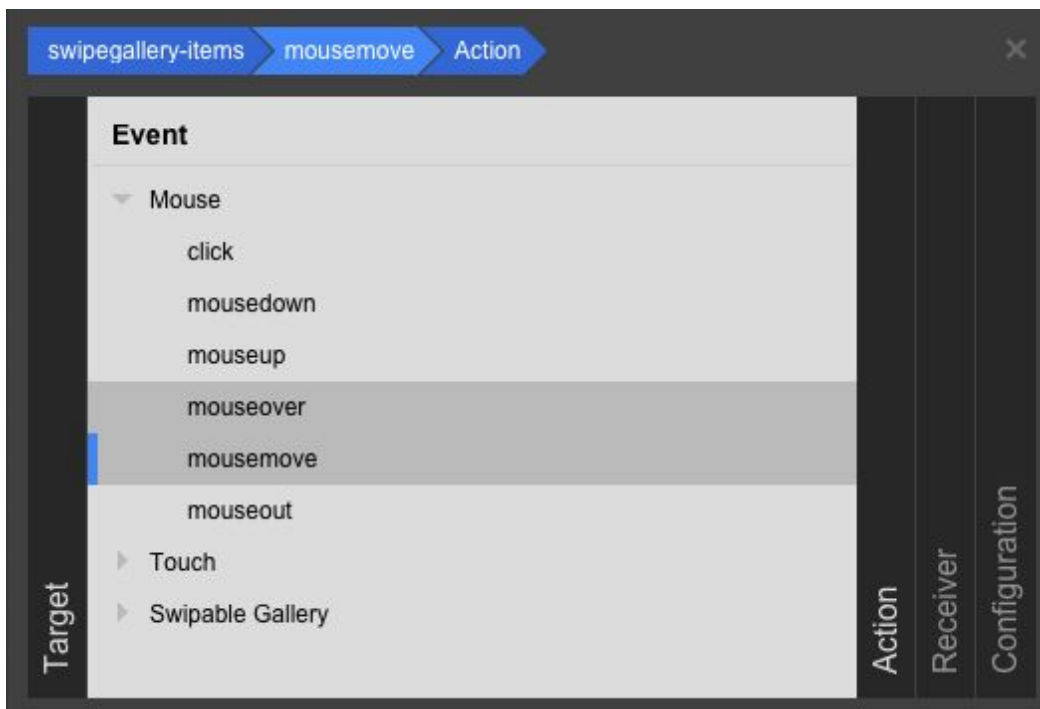 swipegallery-items mousemove Action ×
Event
Mouse
click
mousedown
mouseup
mouseover
mousemove
mouseout
Touch
Swipable Gallery
Target
Action
Receiver
Configuration